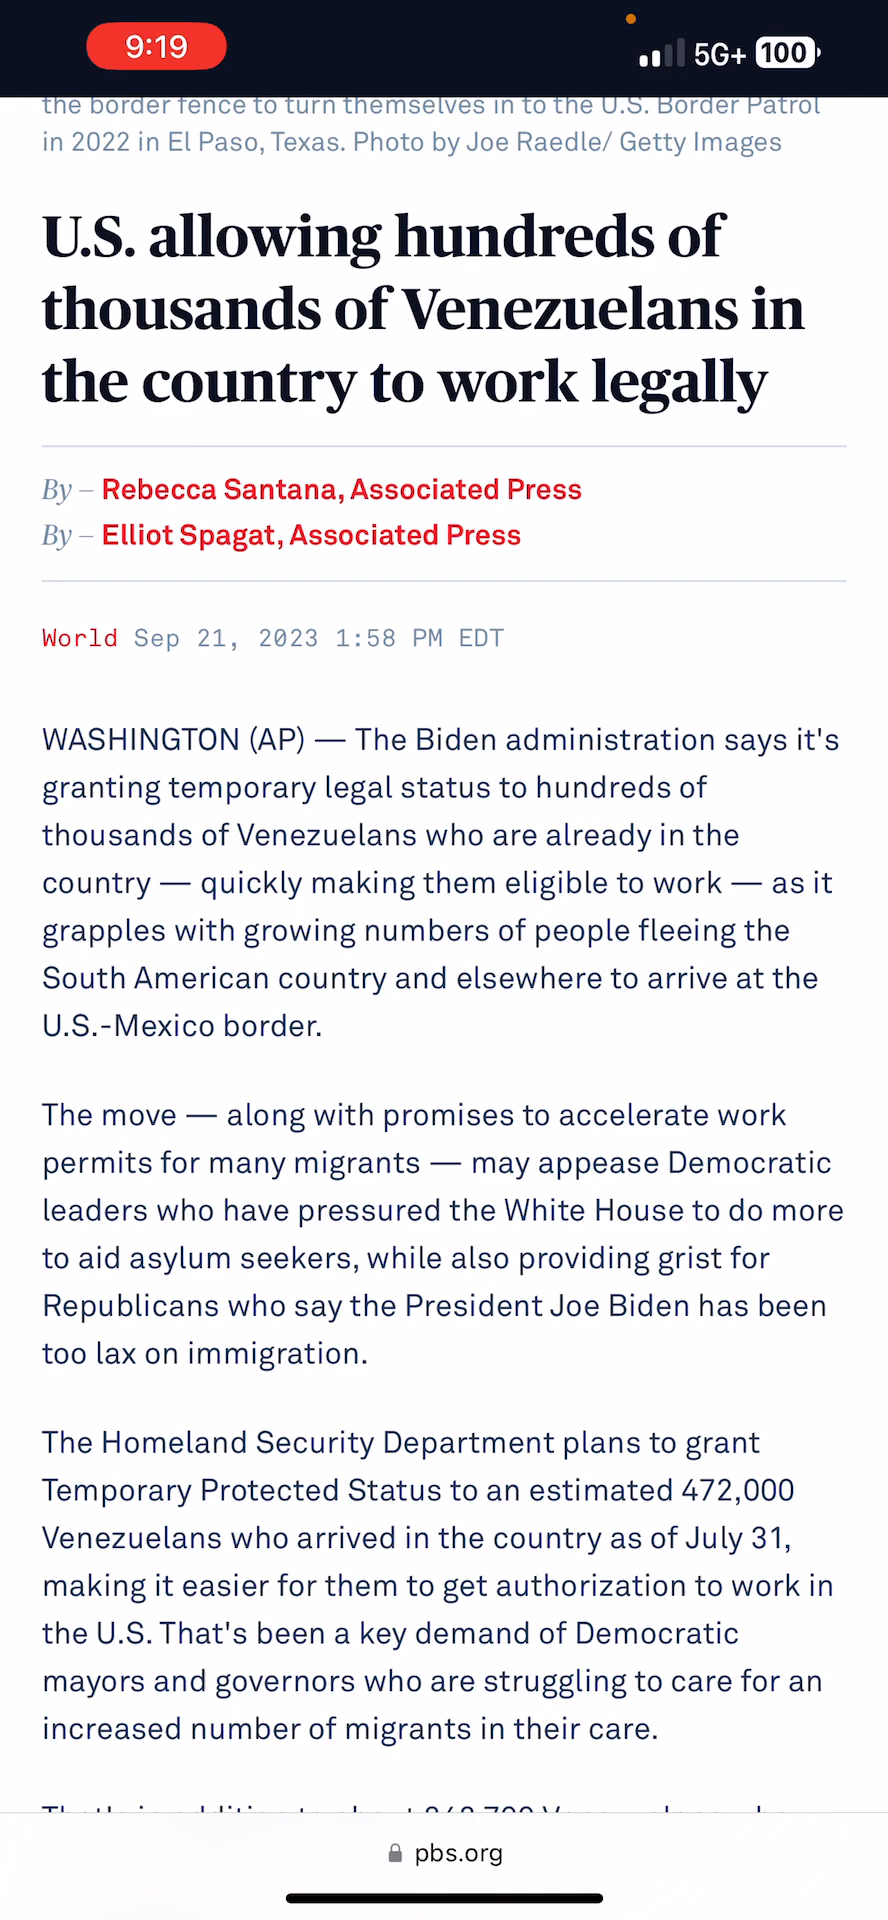 9:19
5G+ 100
the border fence to turn themselves in to the U.S. Border Patrol
in 2022 in El Paso, Texas. Photo by Joe Raedle/ Getty Images
U.S. allowing hundreds of
thousands of Venezuelans in
the country to work legally
By – Rebecca Santana, Associated Press
By – Elliot Spagat, Associated Press
World Sep 21, 2023 1:58 PM EDT
WASHINGTON (AP) — The Biden administration says it's
granting temporary legal status to hundreds of
thousands of Venezuelans who are already in the
country — quickly making them eligible to work — as it
grapples with growing numbers of people fleeing the
South American country and elsewhere to arrive at the
U.S.-Mexico border.
The move — along with promises to accelerate work
permits for many migrants — may appease Democratic
leaders who have pressured the White House to do more
to aid asylum seekers, while also providing grist for
Republicans who say the President Joe Biden has been
too lax on immigration.
The Homeland Security Department plans to grant
Temporary Protected Status to an estimated 472,000
Venezuelans who arrived in the country as of July 31,
making it easier for them to get authorization to work in
the U.S. That's been a key demand of Democratic
mayors and governors who are struggling to care for an
increased number of migrants in their care.
pbs.org